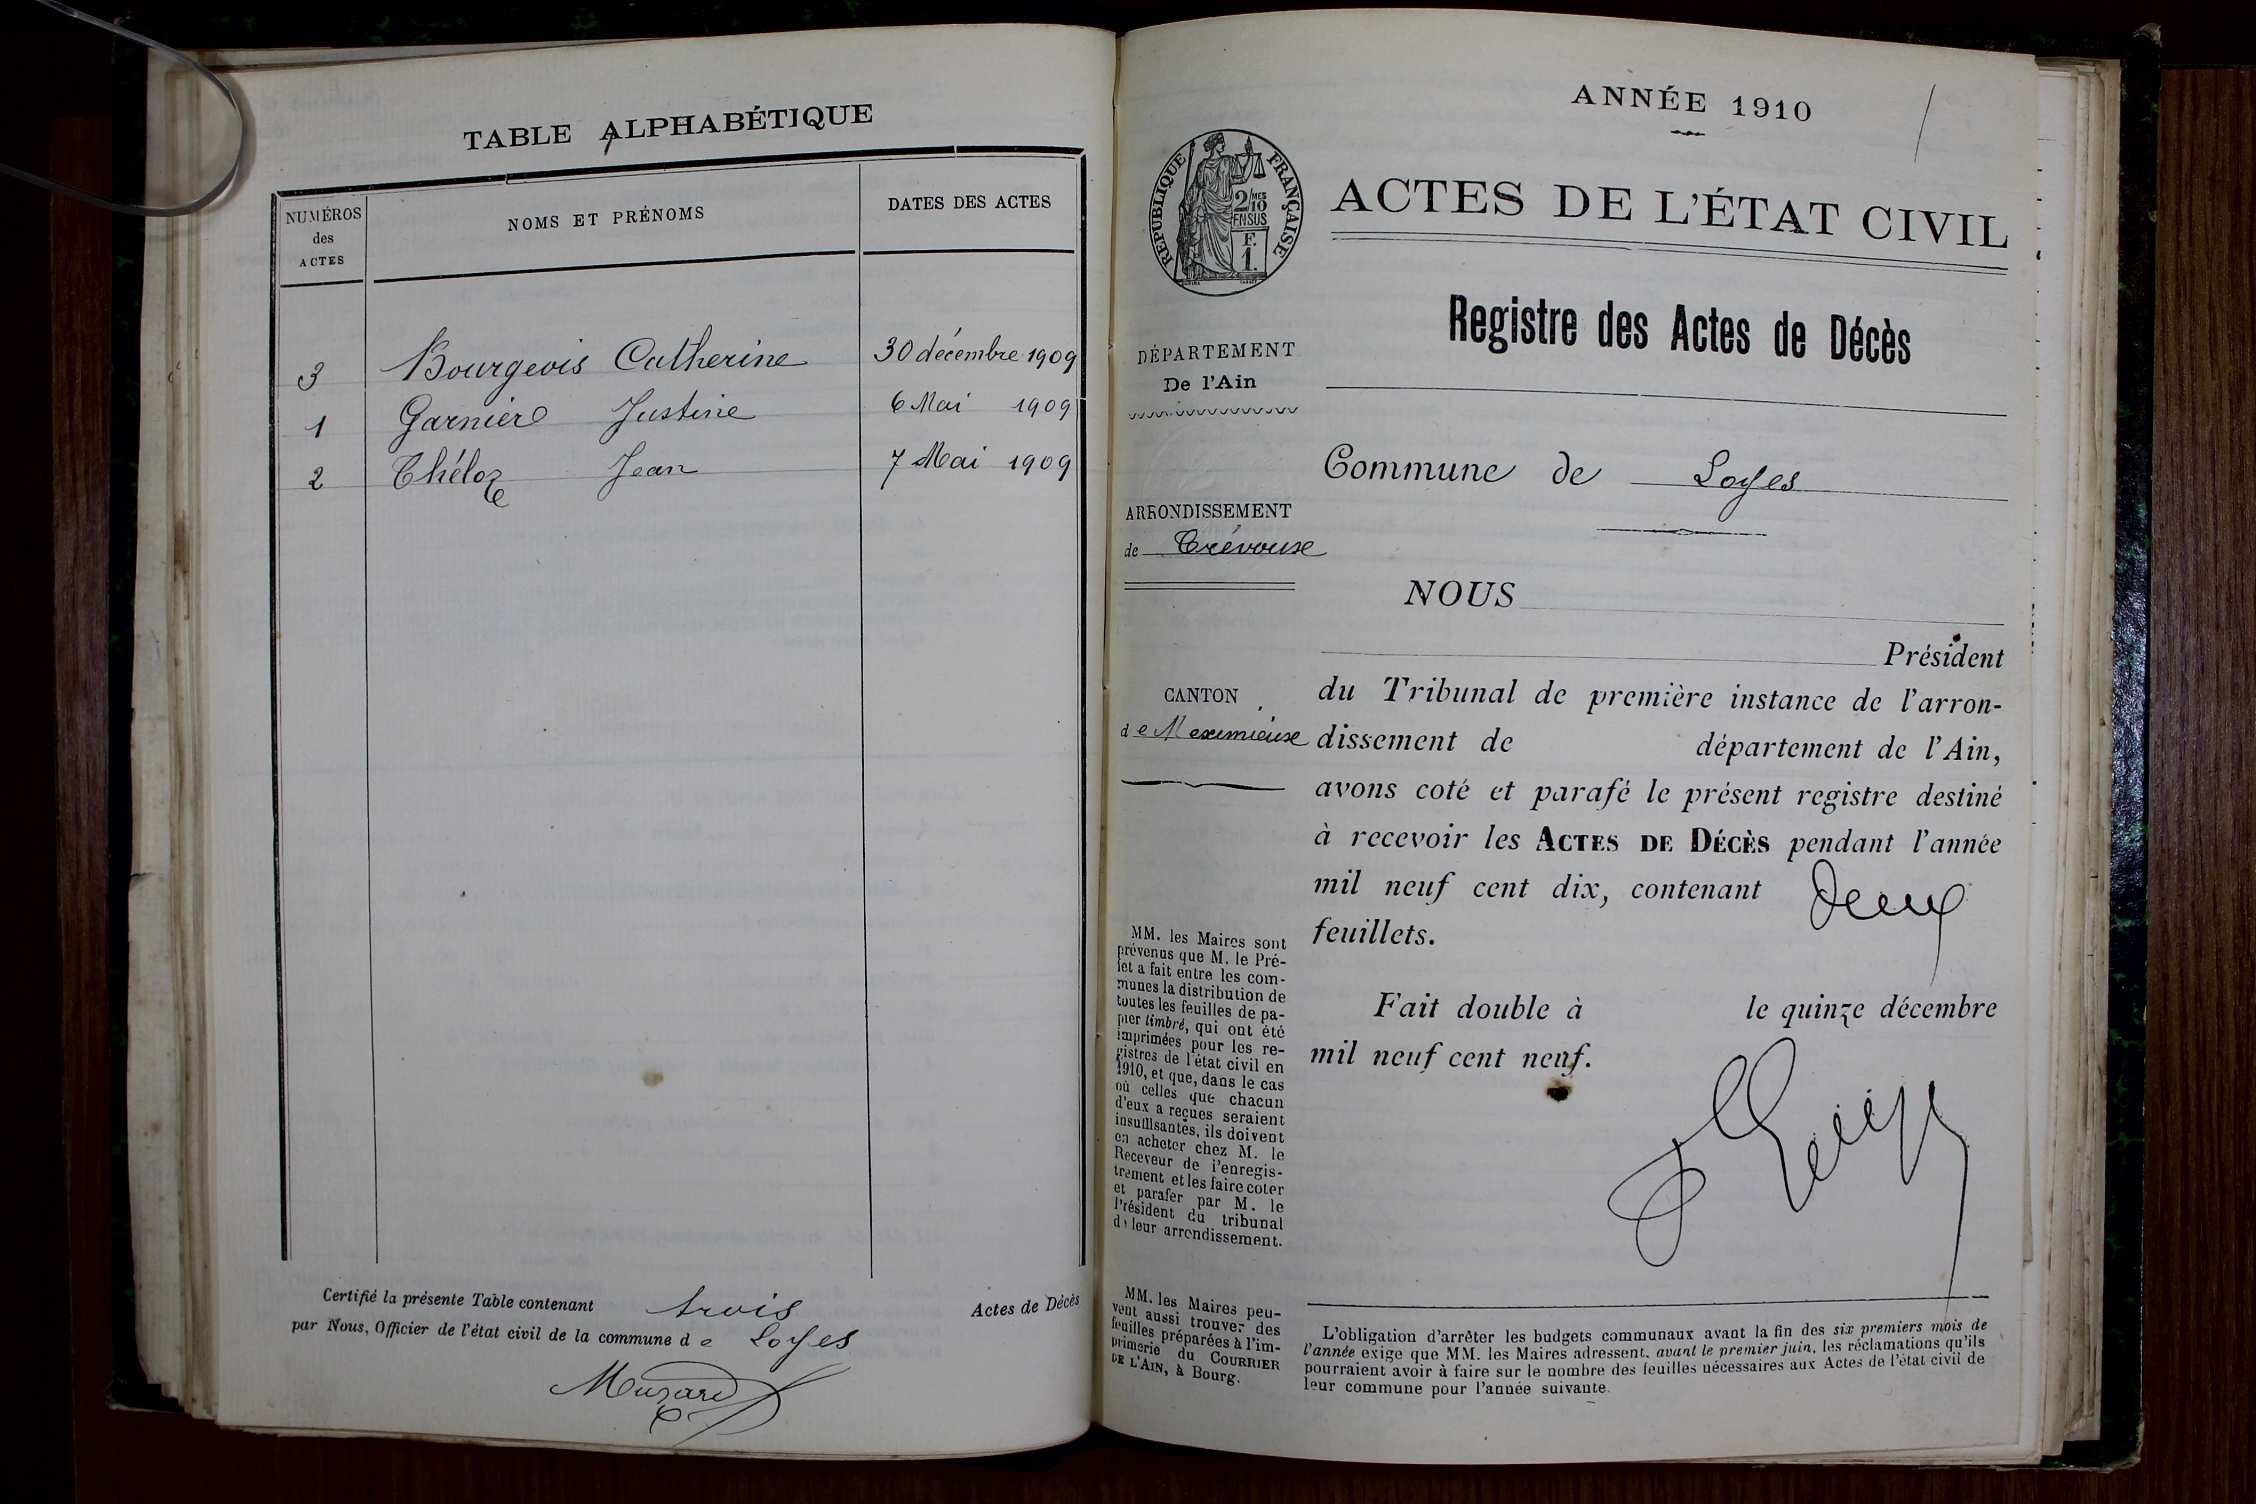 TABLE ALPHABÉTIQUE
NUMÉROS
des
ACTES
NOMS ET PRÉNOMS
DATES DES ACTES
3 Bourgeois Catherine 30 décembre 1909
1 Garnier Justine 6 Mai 1909
2 Théloz Jean 7 Mai 1909
Certifié la présente Table contenant trois Actes de Décès
par Nous, Officier de l'état civil de la commune de Loyes
Muzard
ANNÉE 1910
RÉPUBLIQUE FRANÇAISE
2/10
MES
EN SUS
F.
1.
ACTES DE L'ÉTAT CIVIL
Registre des Actes de Décès
DÉPARTEMENT
De l'Ain
Commune de Loyes
ARRONDISSEMENT
de Trévoux
NOUS
Président
CANTON
de Meximieux
du Tribunal de première instance de l'arron-
dissement de département de l'Ain,
avons coté et parafé le présent registre destiné
à recevoir les ACTES DE DÉCÈS pendant l'année
mil neuf cent dix, contenant deux
feuillets.
Fait double à le quinze décembre
mil neuf cent neuf.
MM. les Maires sont
prévenus que M. le Pré-
fet a fait entre les com-
munes la distribution de
toutes les feuilles de pa-
pier timbré, qui ont été
imprimées pour les re-
gistres de l'état civil en
1910, et que, dans le cas
où celles que chacun
d'eux a reçues seraient
insuffisantes, ils doivent
en acheter chez M. le
Receveur de l'enregis-
trement et les faire coter
et parafer par M. le
Président du tribunal
de leur arrondissement.
MM. les Maires peu-
vent aussi trouver des
feuilles préparées à l'im-
primerie du COURRIER
DE L'AIN, à Bourg.
L'obligation d'arrêter les budgets communaux avant la fin des six premiers mois de
l'année exige que MM. les Maires adressent, avant le premier juin, les réclamations qu'ils
pourraient avoir à faire sur le nombre des feuilles nécessaires aux Actes de l'état civil de
leur commune pour l'année suivante.